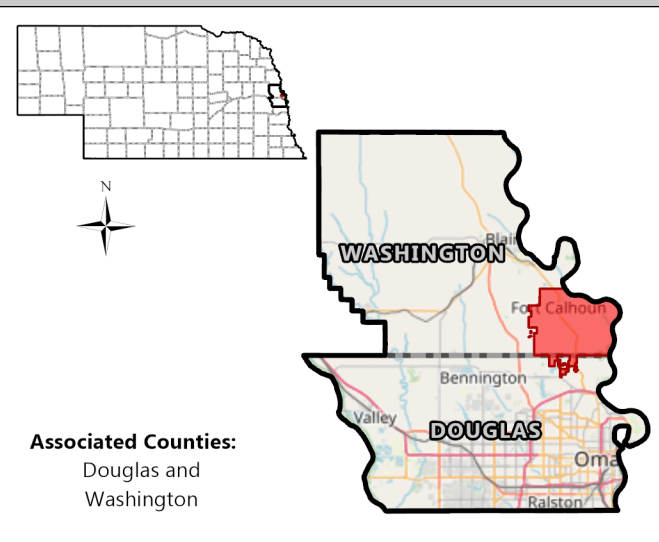 N
Blair
WASHINGTON
Fort Calhoun
Bennington
Valley
DOUGLAS
Oma
Ralston
Associated Counties:
Douglas and
Washington